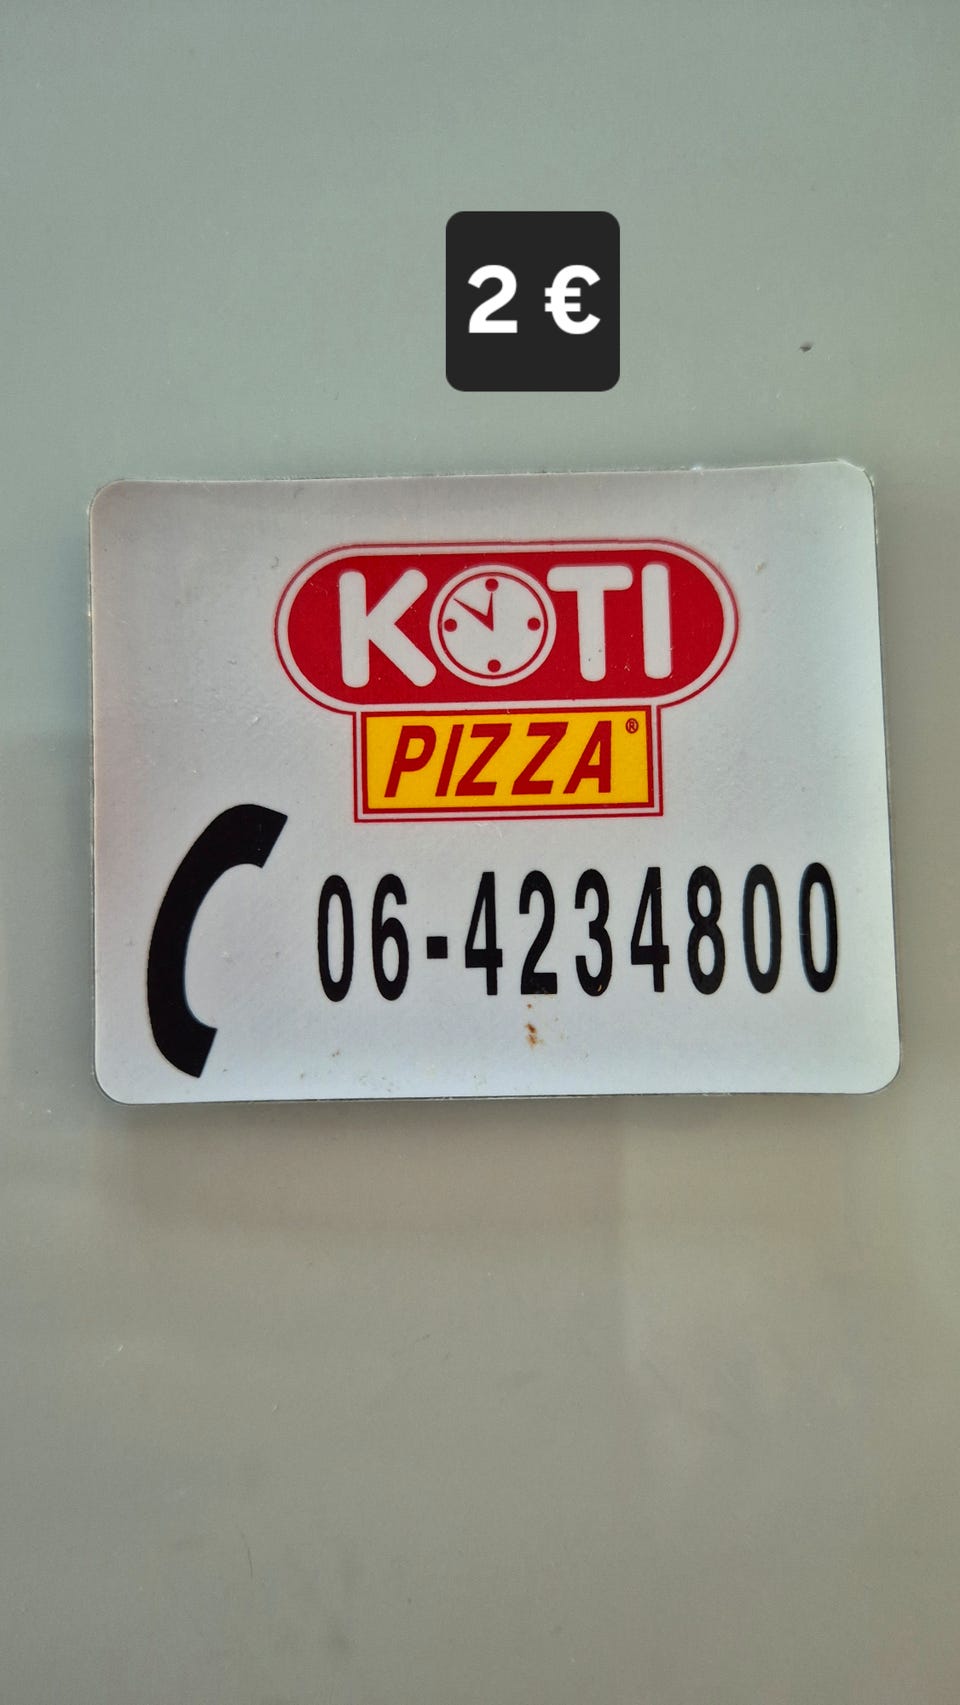 2 €
KOTI
PIZZA®
06-4234800